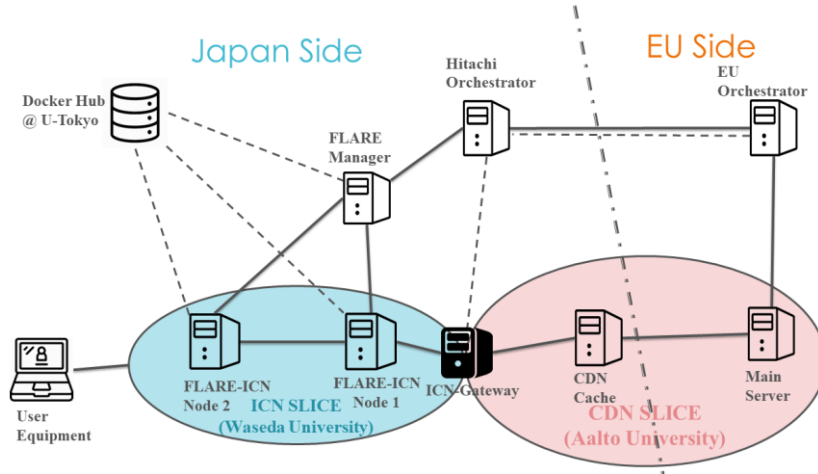 Japan Side
EU Side
Hitachi
Orchestrator
EU
Orchestrator
Docker Hub
@ U-Tokyo
FLARE
Manager
FLARE-ICN
Node 2
FLARE-ICN
Node 1
ICN-Gateway
CDN
Cache
Main
Server
User
Equipment
ICN SLICE
(Waseda University)
CDN SLICE
(Aalto University)